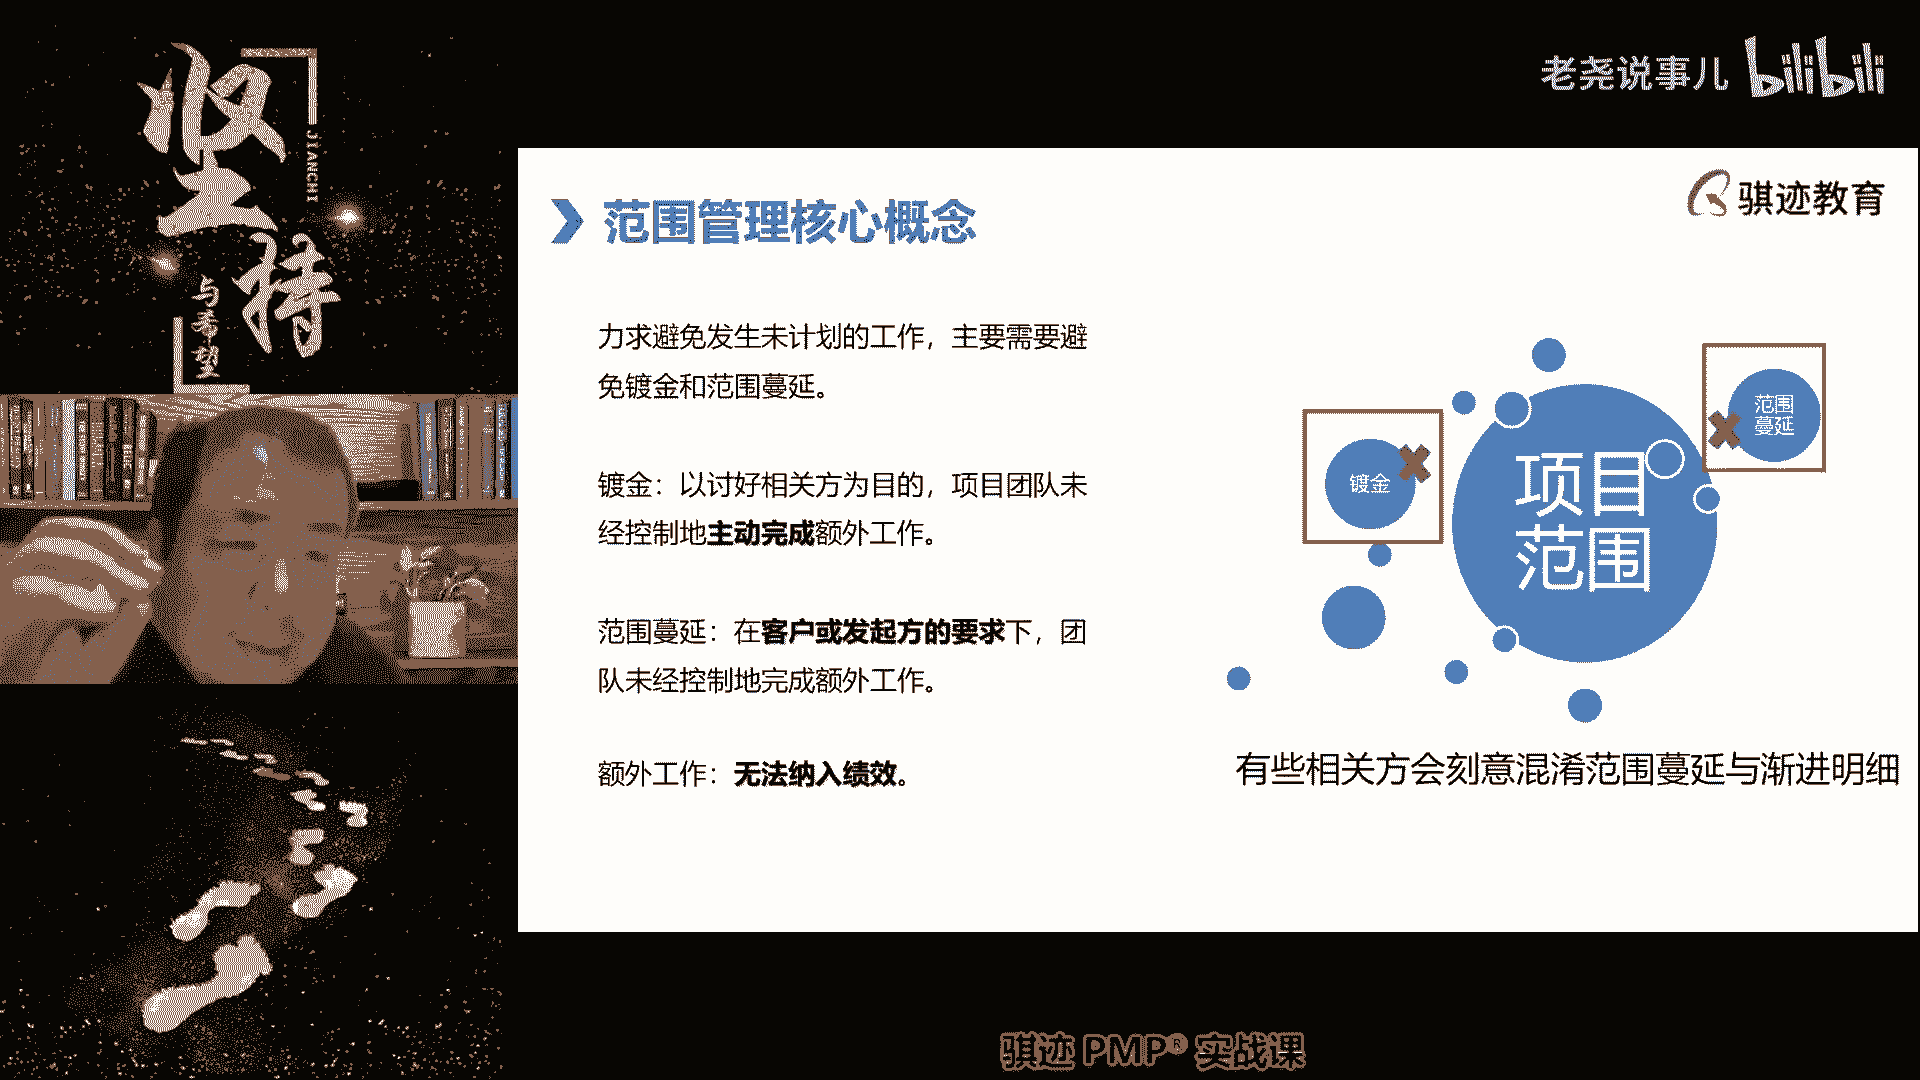 坚持
JIANCHI
与希望
老尧说事儿 bilibili
骐迹教育
范围管理核心概念
力求避免发生未计划的工作，主要需要避
免镀金和范围蔓延。
镀金：以讨好相关方为目的，项目团队未
经控制地主动完成额外工作。
范围蔓延：在客户或发起方的要求下，团
队未经控制地完成额外工作。
额外工作：无法纳入绩效。
镀金
项目
范围
范围
蔓延
有些相关方会刻意混淆范围蔓延与渐进明细
骐迹 PMP® 实战课